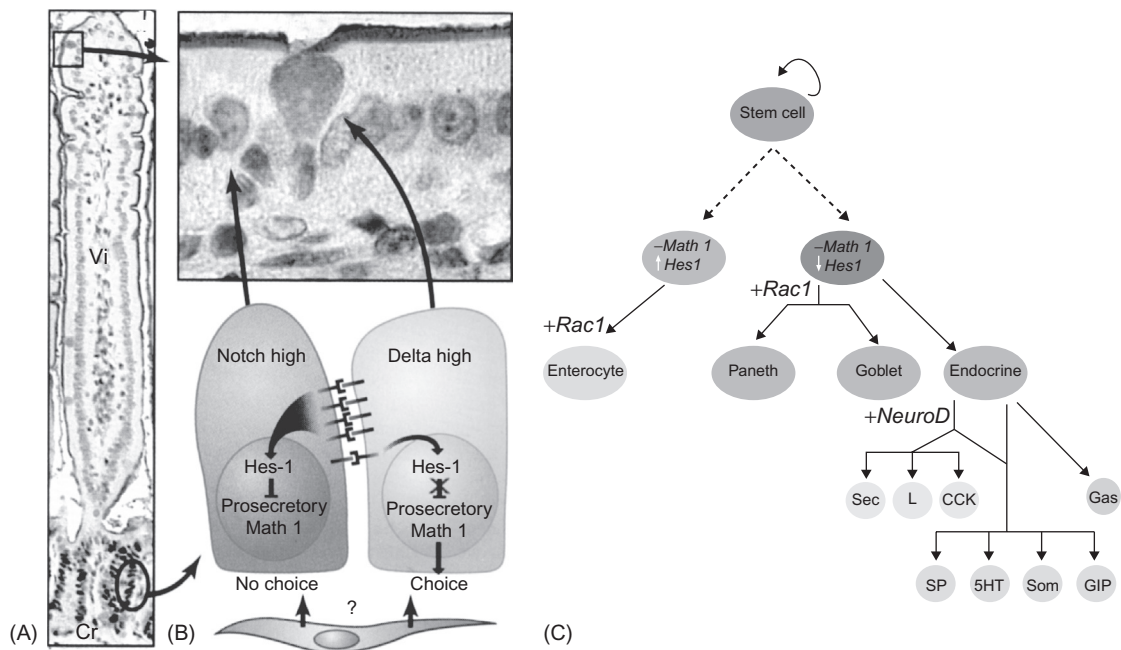 Vi
Cr
(A)
Notch high
Delta high
Hes-1
Prosecretory
Math 1
Hes-1
Prosecretory
Math 1
No choice
Choice
?
(B)
Stem cell
–Math 1
Hes1
–Math 1
Hes1
+Rac1
+Rac1
Enterocyte
Paneth
Goblet
Endocrine
+NeuroD
Sec
L
CCK
Gas
SP
5HT
Som
GIP
(C)